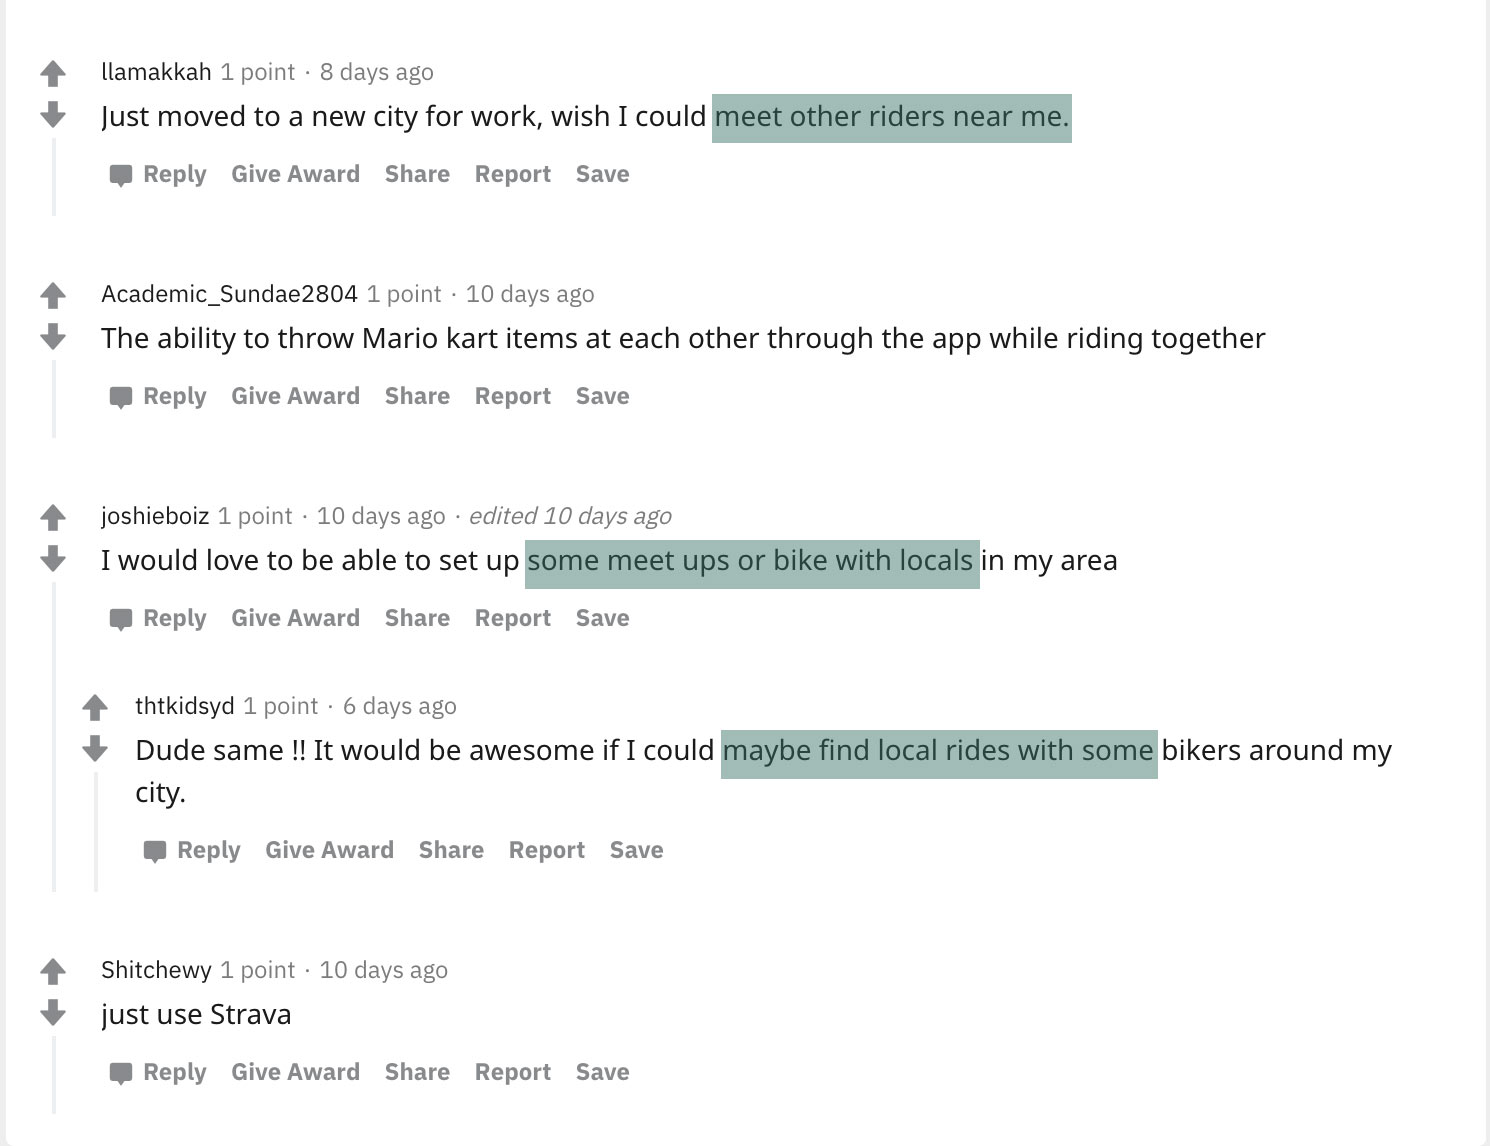 llamakkah 1 point · 8 days ago
Just moved to a new city for work, wish I could meet other riders near me.
Reply Give Award Share Report Save
Academic_Sundae2804 1 point · 10 days ago
The ability to throw Mario kart items at each other through the app while riding together
Reply Give Award Share Report Save
joshieboiz 1 point · 10 days ago · edited 10 days ago
I would love to be able to set up some meet ups or bike with locals in my area
Reply Give Award Share Report Save
thtkidsyd 1 point · 6 days ago
Dude same !! It would be awesome if I could maybe find local rides with some bikers around my
city.
Reply Give Award Share Report Save
Shitchewy 1 point · 10 days ago
just use Strava
Reply Give Award Share Report Save